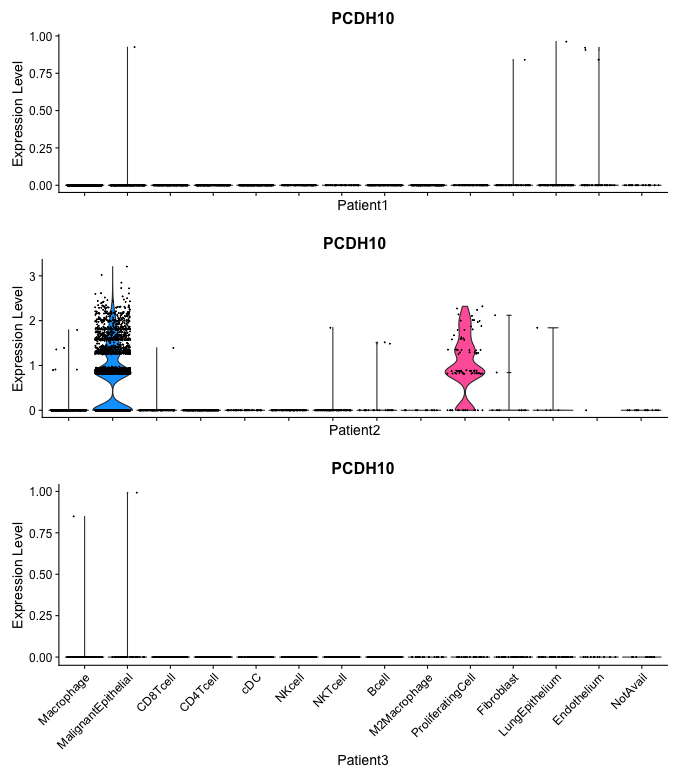 PCDH10
1.00
0.75
0.50
0.25
0.00
Expression Level
Patient1
PCDH10
3
2
1
0
Expression Level
Patient2
PCDH10
1.00
0.75
0.50
0.25
0.00
Expression Level
Macrophage
MalignantEpithelial
CD8Tcell
CD4Tcell
cDC
NKcell
NKTcell
Bcell
M2Macrophage
ProliferatingCell
Fibroblast
LungEpithelium
Endothelium
NotAvail
Patient3